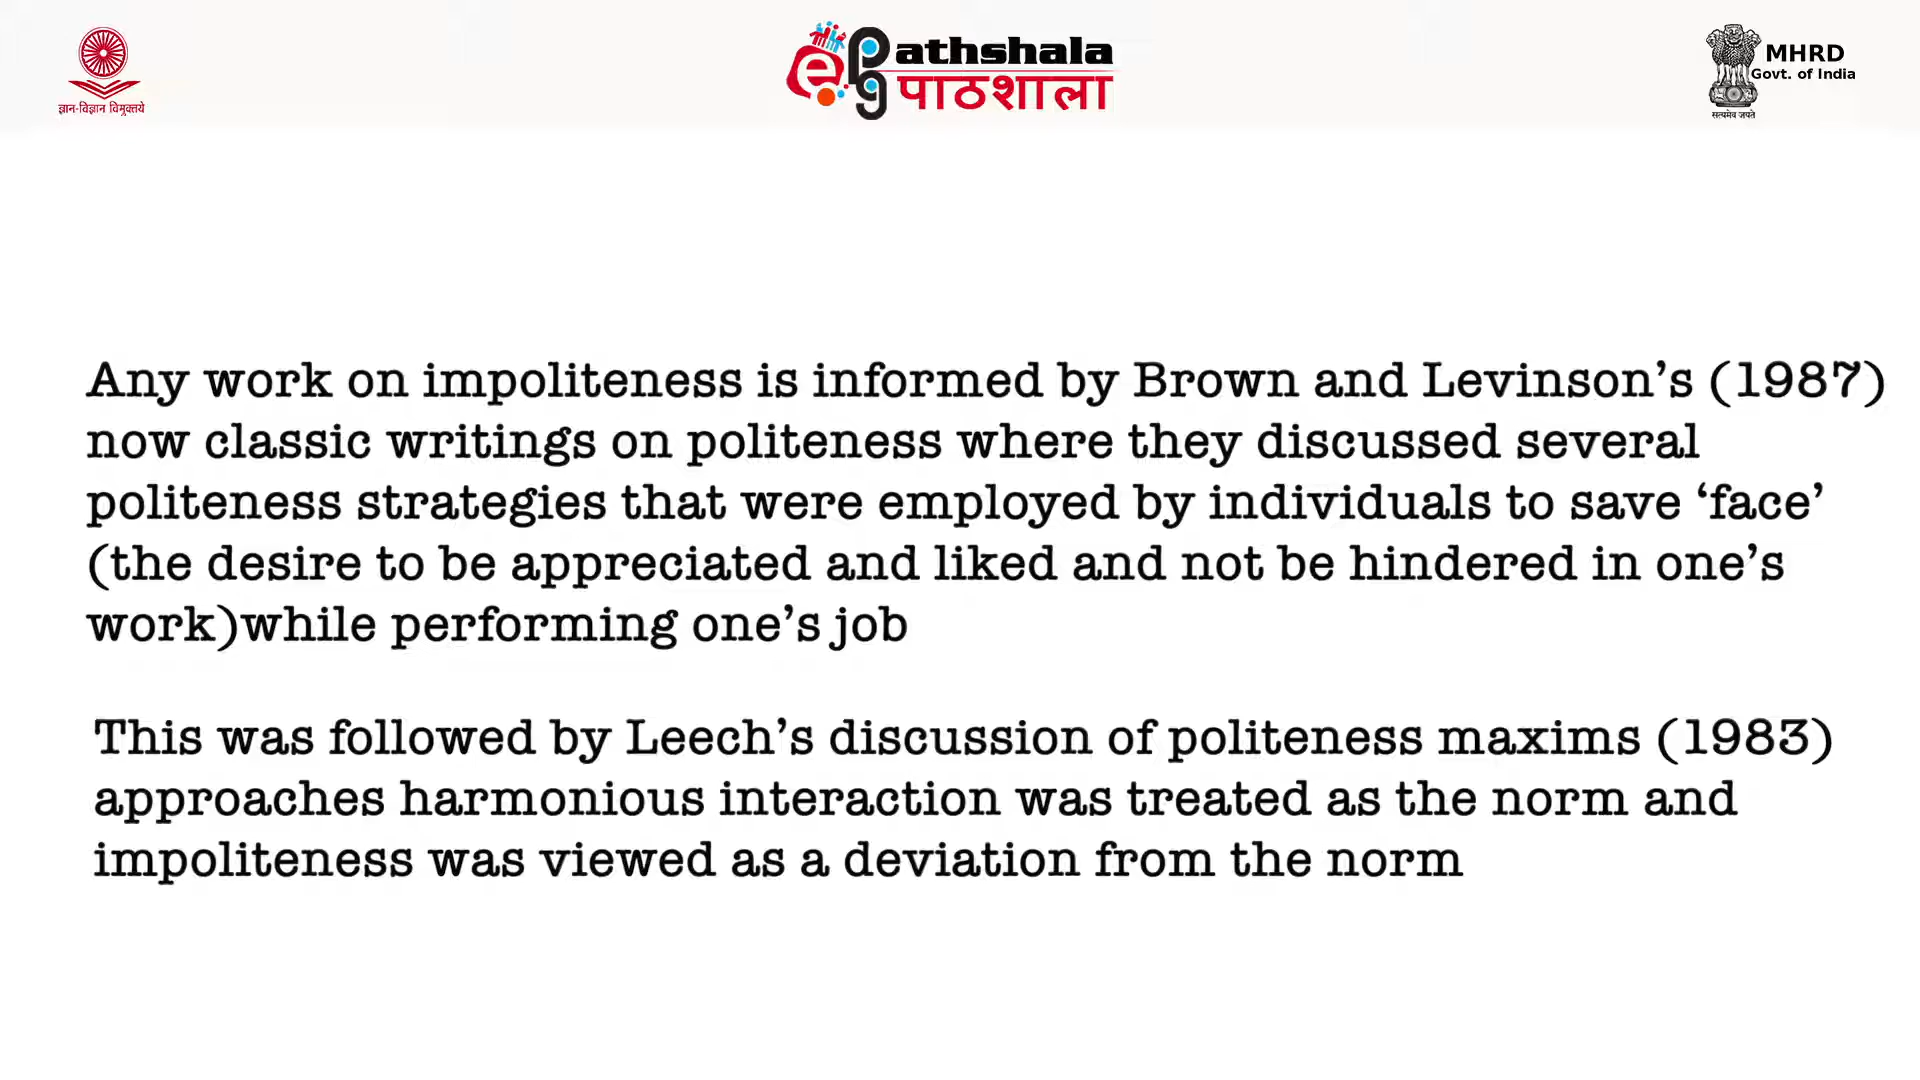 ज्ञान-विज्ञान विमुक्तये
e pg athshala
पाठशाला
MHRD
Govt. of India
सत्यमेव जयते
Any work on impoliteness is informed by Brown and Levinson’s (1987)
now classic writings on politeness where they discussed several
politeness strategies that were employed by individuals to save ‘face’
(the desire to be appreciated and liked and not be hindered in one’s
work)while performing one’s job
This was followed by Leech’s discussion of politeness maxims (1983)
approaches harmonious interaction was treated as the norm and
impoliteness was viewed as a deviation from the norm